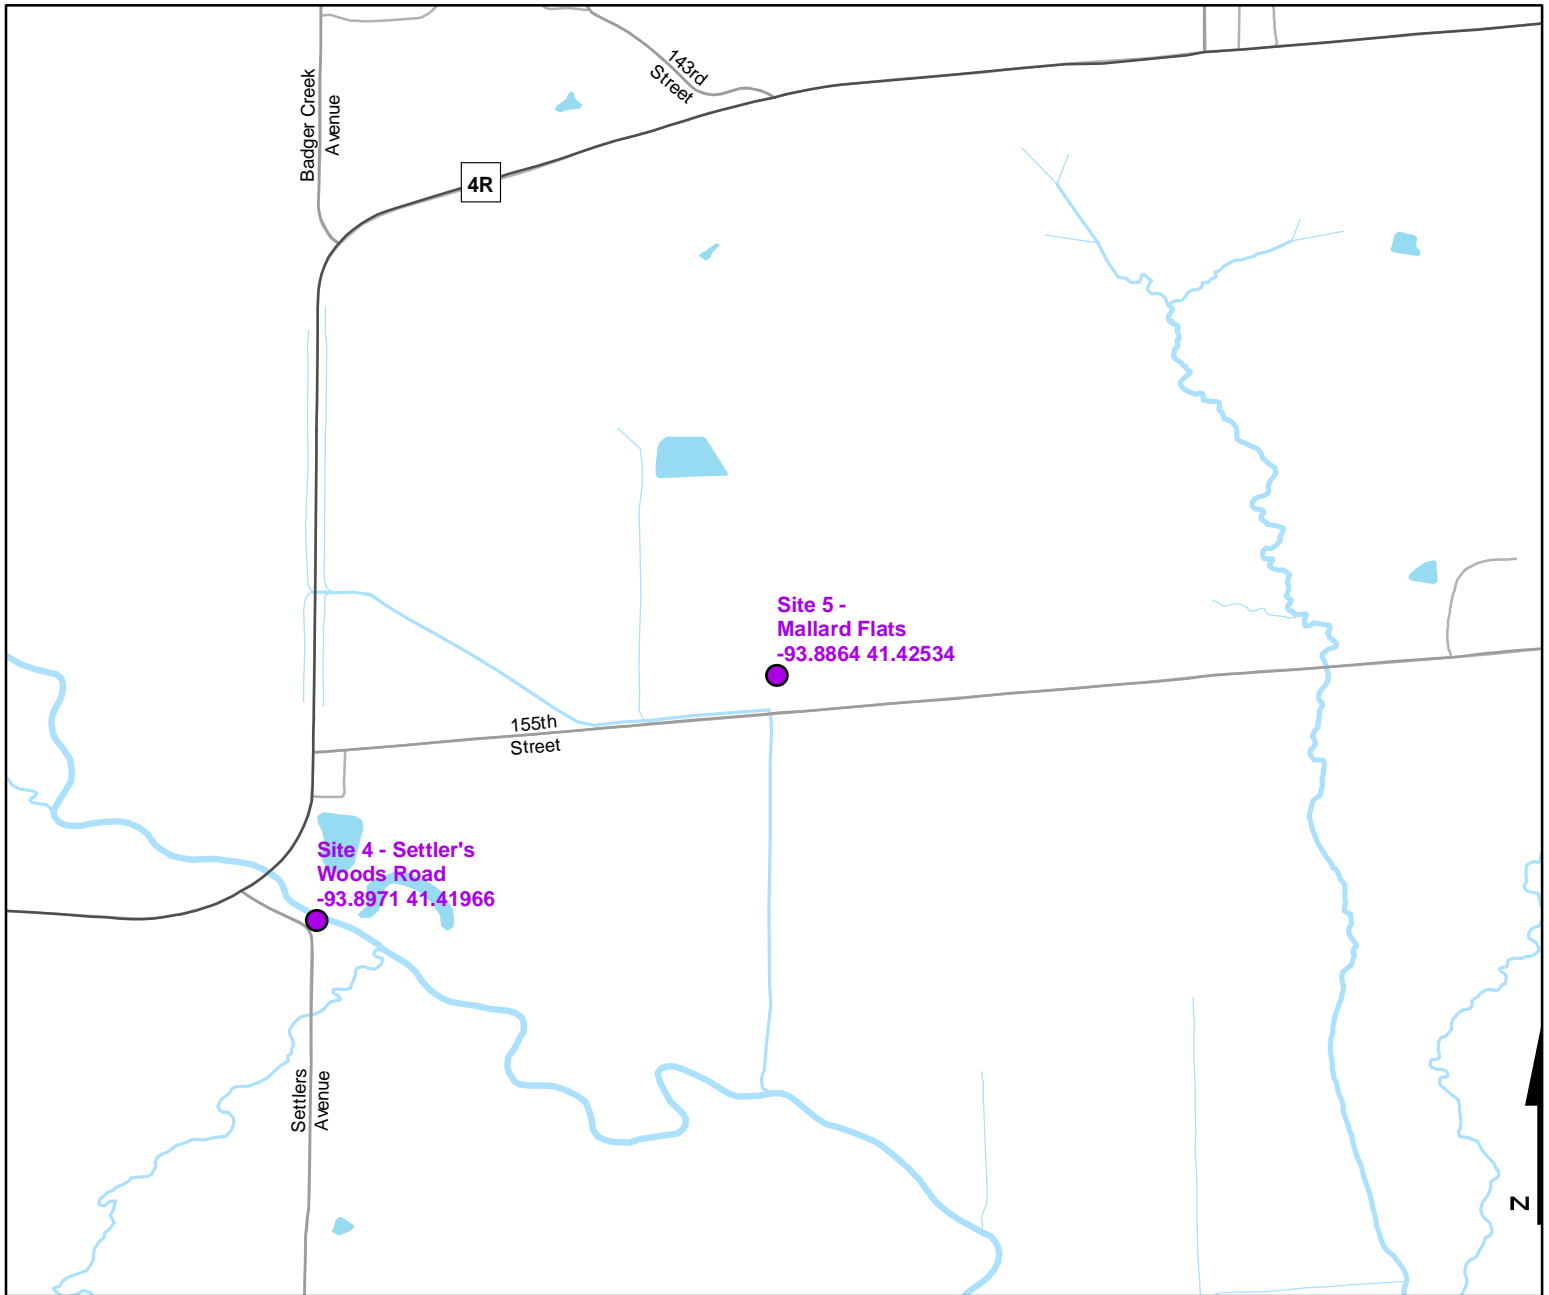 143rd
Street
Badger Creek
Avenue
4R
Site 5 -
Mallard Flats
-93.8864 41.42534
155th
Street
Site 4 - Settler's
Woods Road
-93.8971 41.41966
Settlers
Avenue
N